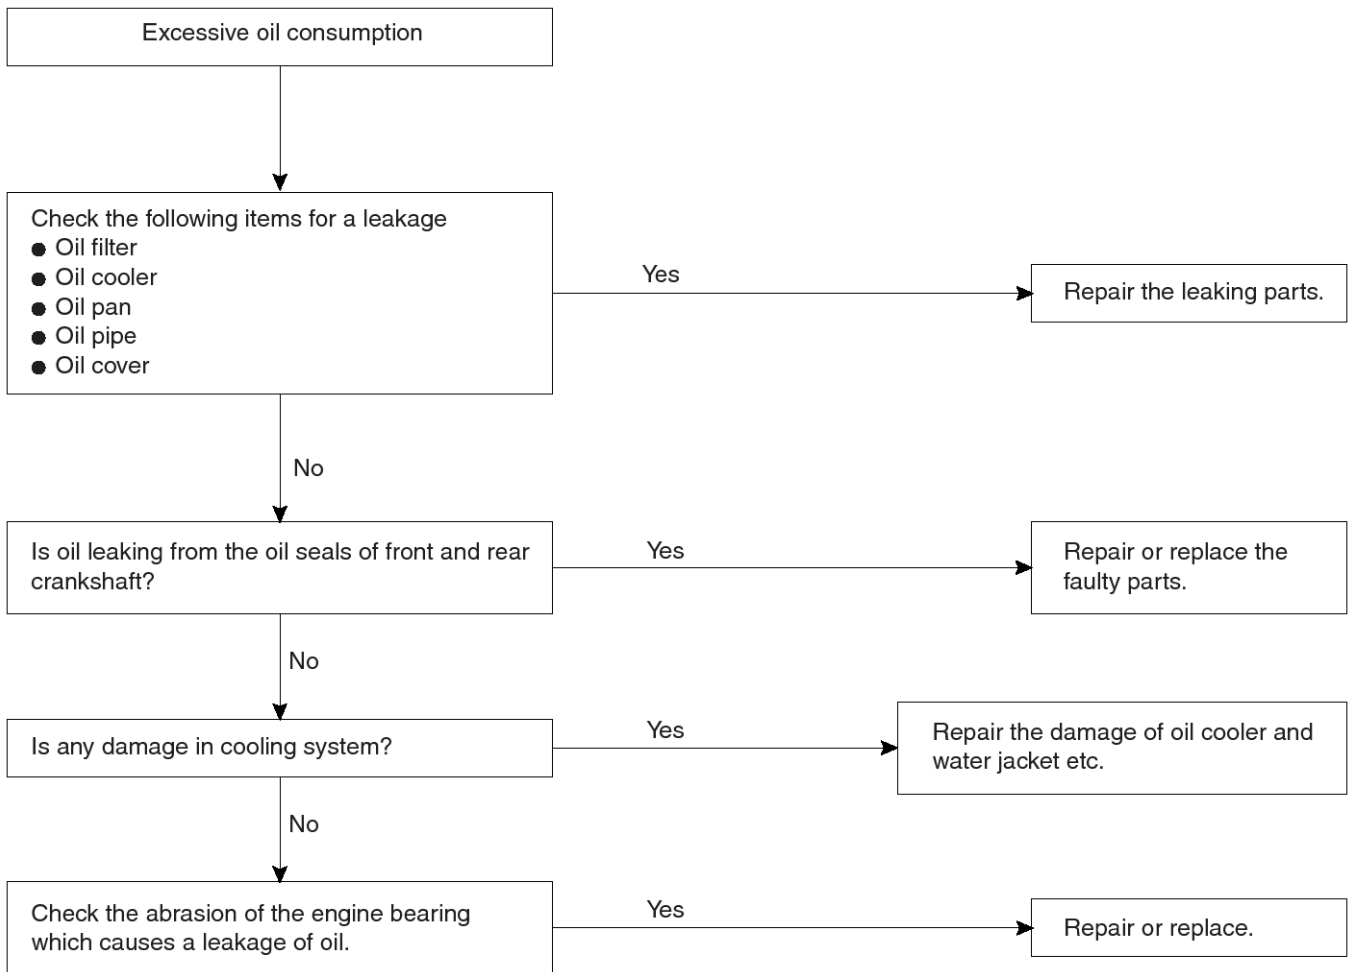 Excessive oil consumption
Check the following items for a leakage
● Oil filter
● Oil cooler
● Oil pan
● Oil pipe
● Oil cover
Yes
Repair the leaking parts.
No
Is oil leaking from the oil seals of front and rear
crankshaft?
Yes
Repair or replace the
faulty parts.
No
Is any damage in cooling system?
Yes
Repair the damage of oil cooler and
water jacket etc.
No
Check the abrasion of the engine bearing
which causes a leakage of oil.
Yes
Repair or replace.